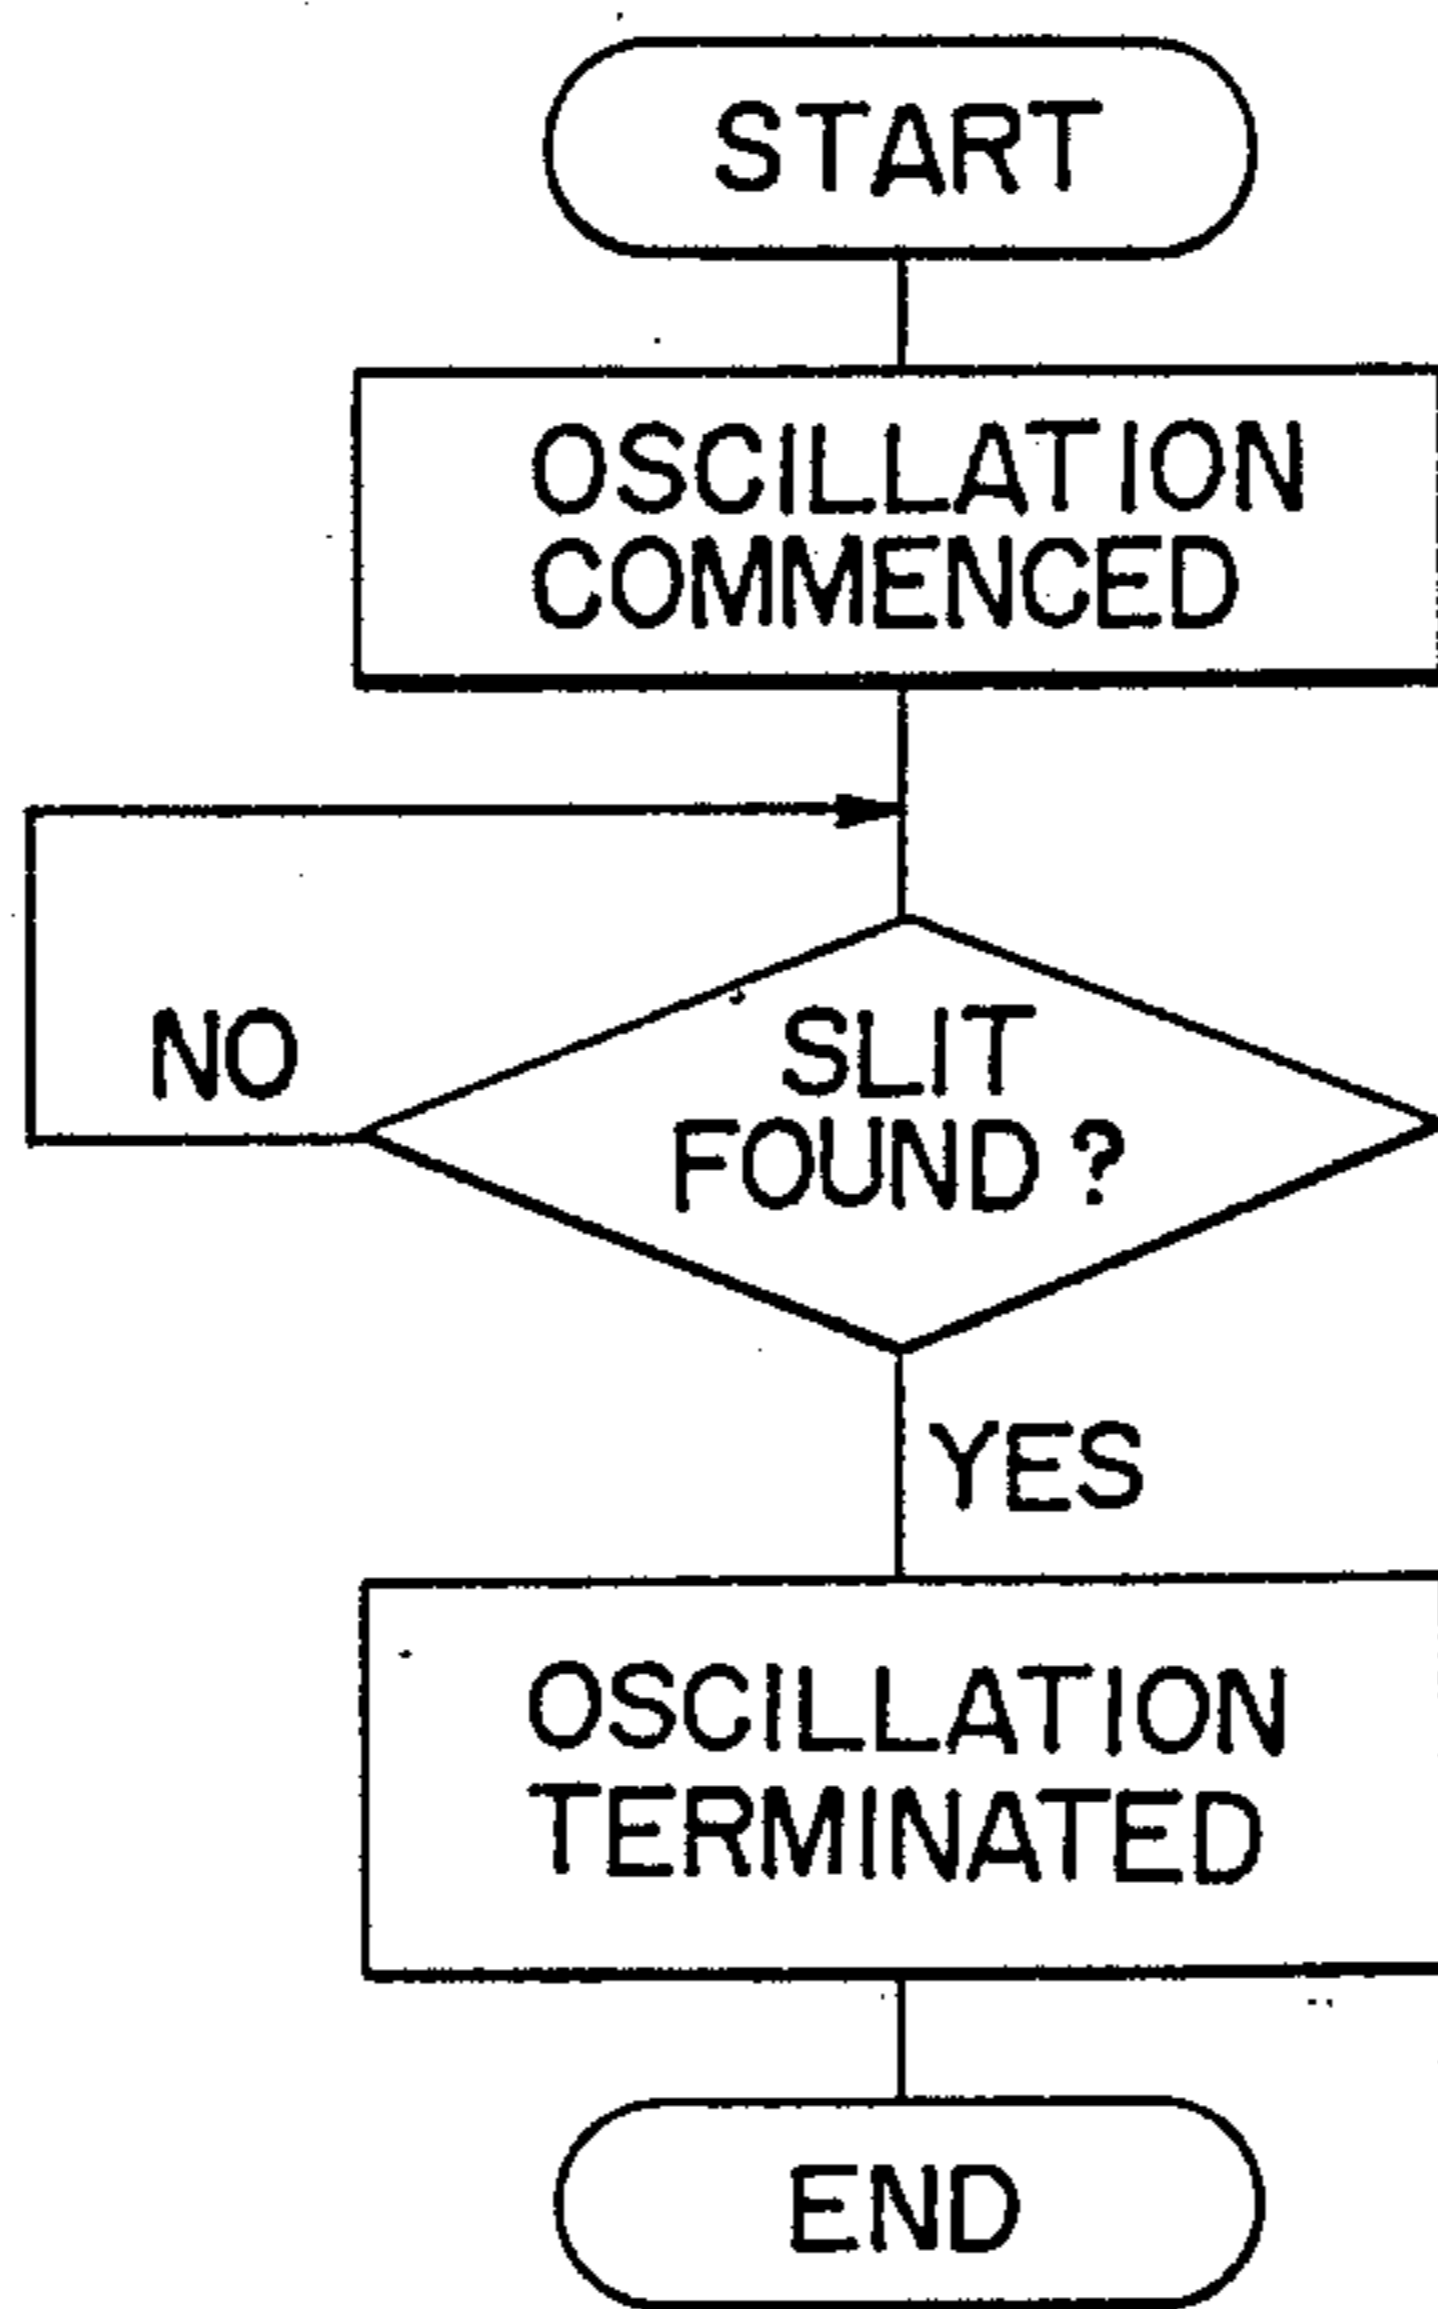 START
OSCILLATION
COMMENCED
NO
SLIT
FOUND ?
YES
OSCILLATION
TERMINATED
END